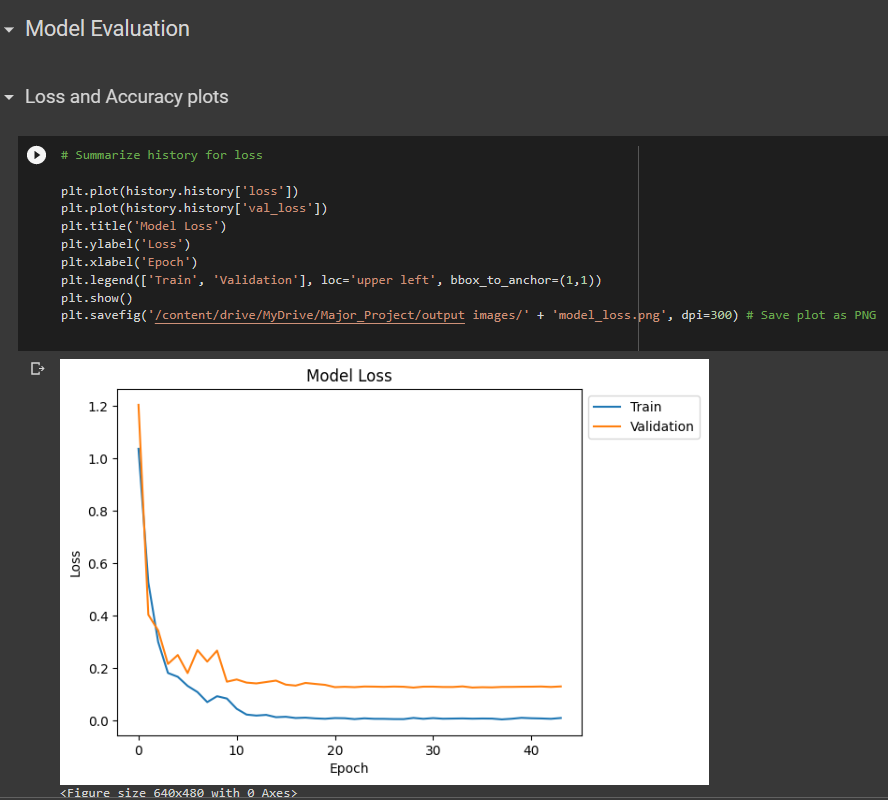 Model Evaluation
Loss and Accuracy plots
# Summarize history for loss
plt.plot(history.history['loss'])
plt.plot(history.history['val_loss'])
plt.title('Model Loss')
plt.ylabel('Loss')
plt.xlabel('Epoch')
plt.legend(['Train', 'Validation'], loc='upper left', bbox_to_anchor=(1,1))
plt.show()
plt.savefig('/content/drive/MyDrive/Major_Project/output images/' + 'model_loss.png', dpi=300) # Save plot as PNG
Model Loss
Train
Validation
1.2
1.0
0.8
0.6
0.4
0.2
0.0
Loss
0 10 20 30 40
Epoch
<Figure size 640x480 with 0 Axes>